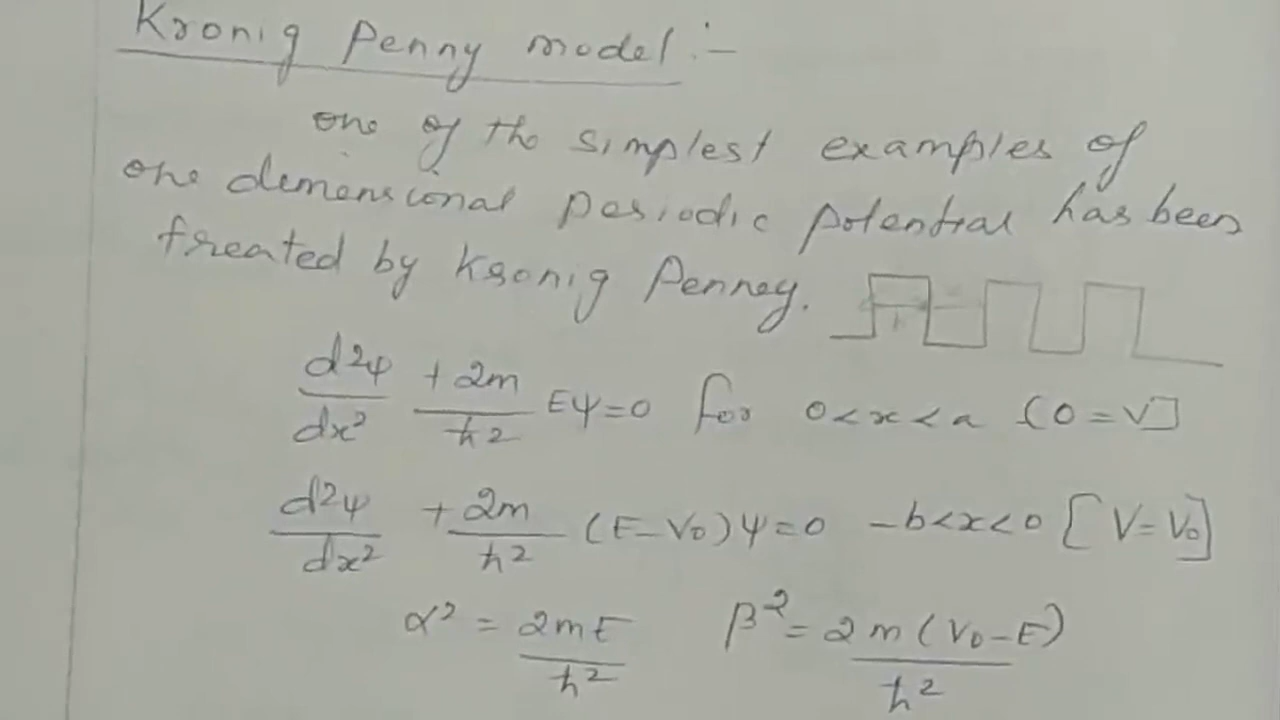 Kronig Penny model :-
one of the simplest examples of
one dimensional periodic potential has been
treated by Kronig Penney.
d²ψ/dx² + 2m/ħ² Eψ=0 for 0<x<a [0=V]
d²ψ/dx² + 2m/ħ² (E-V₀)ψ=0 -b<x<0 [V=V₀]
α² = 2mE/ħ² β² = 2m(V₀-E)/ħ²